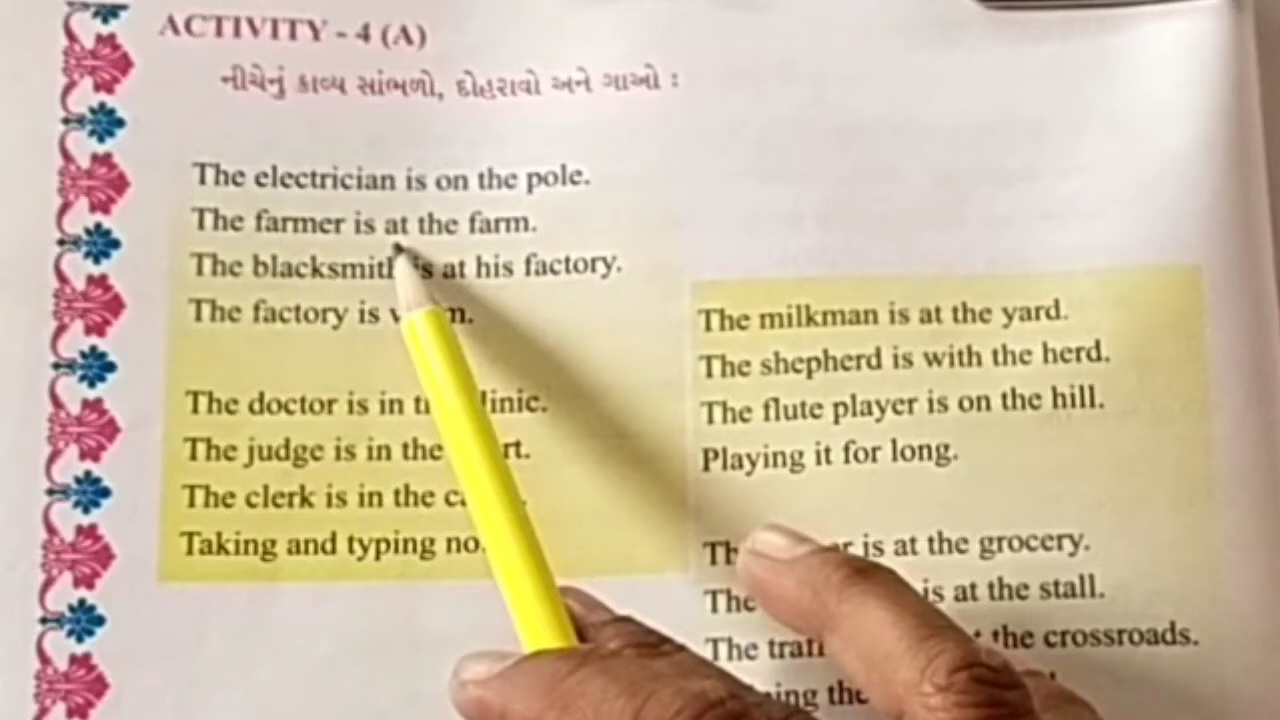 ACTIVITY - 4 (A)
નીચેનું કાવ્ય સાંભળો, દોહરાવો અને ગાઓ :
The electrician is on the pole.
The farmer is at the farm.
The blacksmith is at his factory.
The factory is
The doctor is in
The judge is in the
The clerk is in the
Taking and typing
The milkman is at the yard.
The shepherd is with the herd.
The flute player is on the hill.
Playing it for long.
is at the grocery.
The is at the stall.
The the crossroads.
the